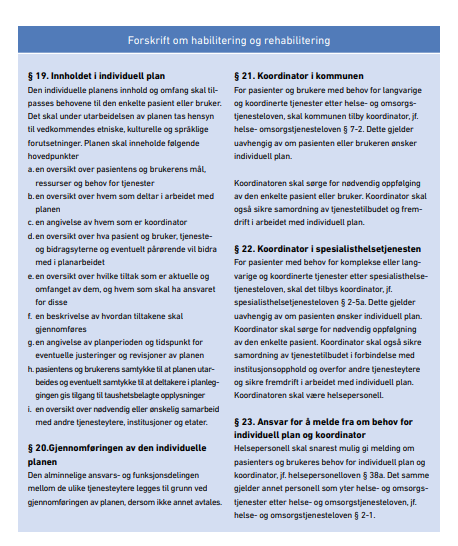 Forskrift om habilitering og rehabilitering
§ 19. Innholdet i individuell plan
Den individuelle planens innhold og omfang skal til-
passes behovene til den enkelte pasient eller bruker.
Det skal under utarbeidelsen av planen tas hensyn
til vedkommendes etniske, kulturelle og språklige
forutsetninger. Planen skal inneholde følgende
hovedpunkter
a. en oversikt over pasientens og brukerens mål,
ressurser og behov for tjenester
b. en oversikt over hvem som deltar i arbeidet med
planen
c. en angivelse av hvem som er koordinator
d. en oversikt over hva pasient og bruker, tjeneste-
og bidragsyterne og eventuelt pårørende vil bidra
med i planarbeidet
e. en oversikt over hvilke tiltak som er aktuelle og
omfanget av dem, og hvem som skal ha ansvaret
for disse
f. en beskrivelse av hvordan tiltakene skal
gjennomføres
g. en angivelse av planperioden og tidspunkt for
eventuelle justeringer og revisjoner av planen
h. pasientens og brukerens samtykke til at planen utar-
beides og eventuelt samtykke til at deltakere i planleg-
gingen gis tilgang til taushetsbelagte opplysninger
i. en oversikt over nødvendig eller ønskelig samarbeid
med andre tjenesteytere, institusjoner og etater.
§ 20.Gjennomføringen av den individuelle
planen
Den alminnelige ansvars- og funksjonsdelingen
mellom de ulike tjenesteytere legges til grunn ved
gjennomføringen av planen, dersom ikke annet avtales.
§ 21. Koordinator i kommunen
For pasienter og brukere med behov for langvarige
og koordinerte tjenester etter helse- og omsorgs-
tjenesteloven, skal kommunen tilby koordinator, jf.
helse- omsorgstjenesteloven § 7-2. Dette gjelder
uavhengig av om pasienten eller brukeren ønsker
individuell plan.
Koordinatoren skal sørge for nødvendig oppfølging
av den enkelte pasient eller bruker. Koordinator skal
også sikre samordning av tjenestetilbudet og frem-
drift i arbeidet med individuell plan.
§ 22. Koordinator i spesialisthelsetjenesten
For pasienter med behov for komplekse eller lang-
varige og koordinerte tjenester etter spesialisthelse-
tjenesteloven, skal det tilbys koordinator, jf.
spesialisthelsetjenesteloven § 2-5a. Dette gjelder
uavhengig av om pasienten ønsker individuell plan.
Koordinator skal sørge for nødvendig oppfølgning
av den enkelte pasient. Koordinator skal også sikre
samordning av tjenestetilbud i forbindelse med
institusjonsopphold og overfor andre tjenesteytere
og sikre fremdrift i arbeidet med individuell plan.
Koordinatoren skal være helsepersonell.
§ 23. Ansvar for å melde fra om behov for
individuell plan og koordinator
Helsepersonell skal snarest mulig gi melding om
pasienters og brukeres behov for individuell plan og
koordinator, jf. helsepersonelloven § 38a. Det samme
gjelder annet personell som yter helse- og omsorgs-
tjenester etter helse- og omsorgstjenesteloven, jf.
helse- og omsorgstjenesteloven § 2-1.